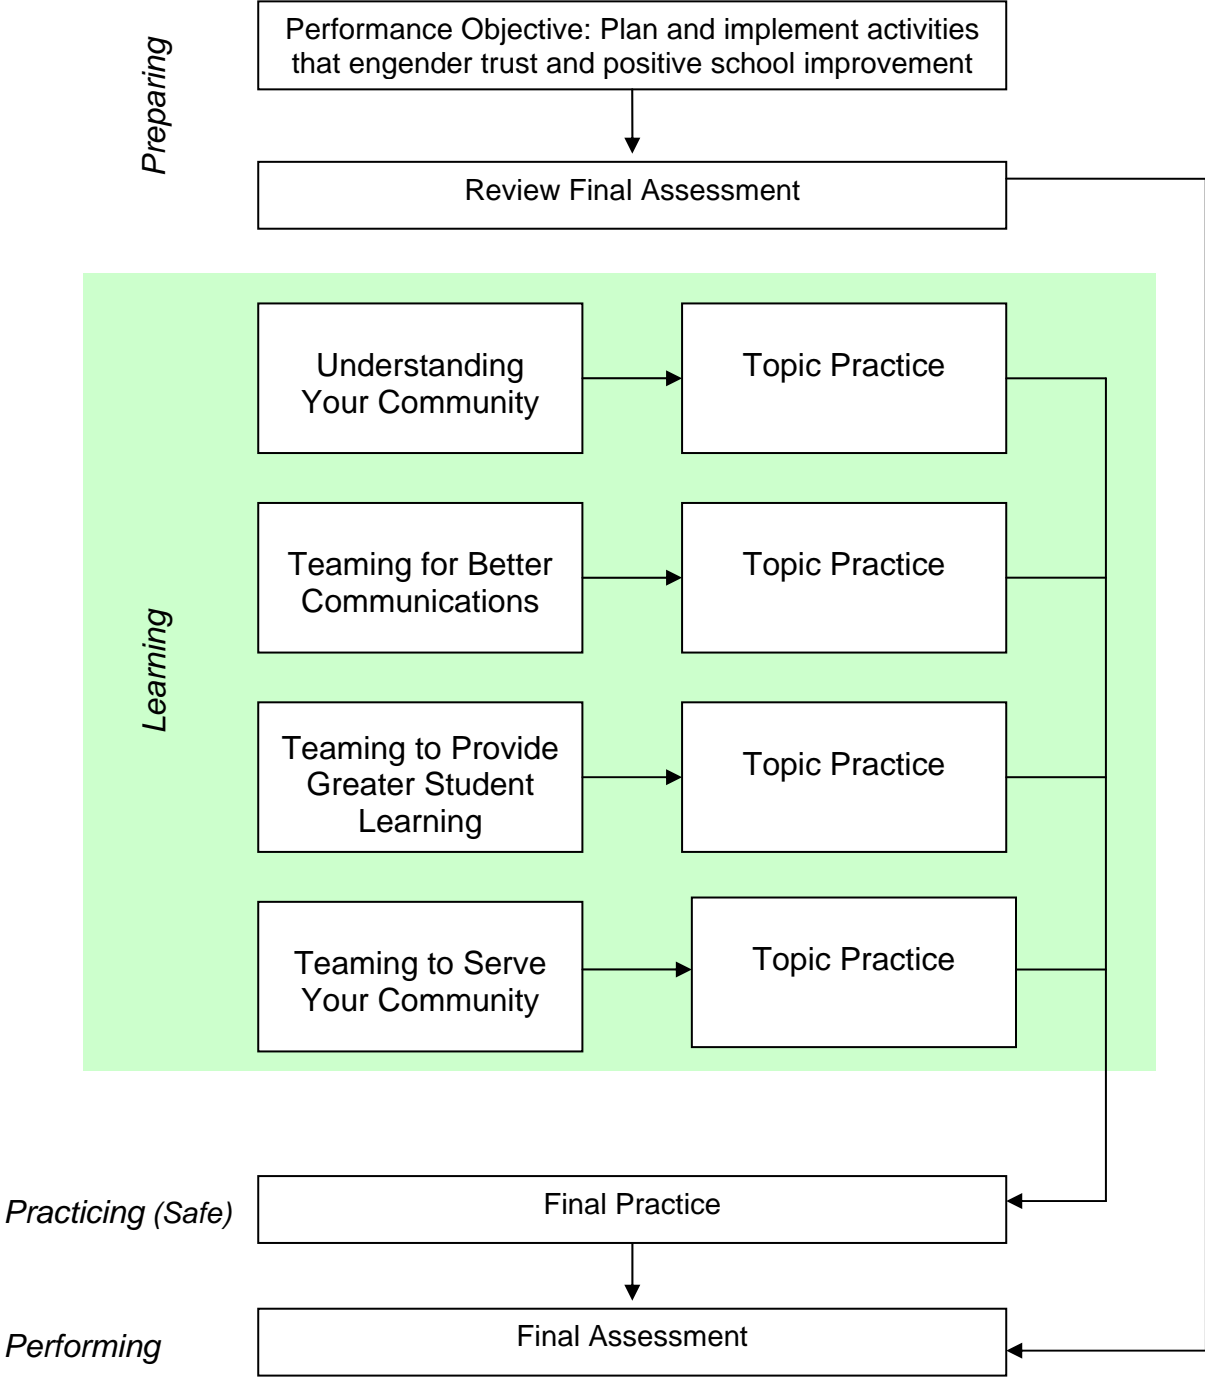 Preparing
Performance Objective: Plan and implement activities
that engender trust and positive school improvement
Review Final Assessment
Learning
Understanding
Your Community
Topic Practice
Teaming for Better
Communications
Topic Practice
Teaming to Provide
Greater Student
Learning
Topic Practice
Teaming to Serve
Your Community
Topic Practice
Practicing (Safe)
Final Practice
Performing
Final Assessment